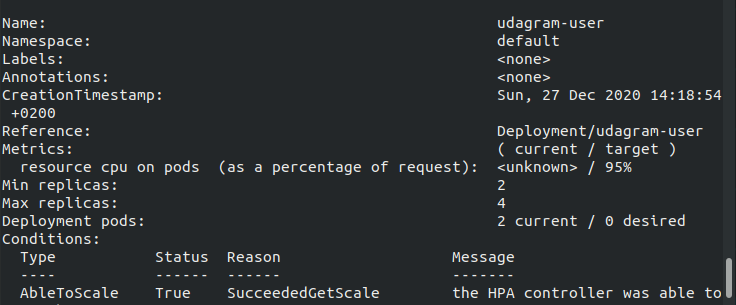 Name:                                                  udagram-user
Namespace:                                             default
Labels:                                                <none>
Annotations:                                           <none>
CreationTimestamp:                                     Sun, 27 Dec 2020 14:18:54
 +0200
Reference:                                             Deployment/udagram-user
Metrics:                                               ( current / target )
  resource cpu on pods  (as a percentage of request):  <unknown> / 95%
Min replicas:                                          2
Max replicas:                                          4
Deployment pods:                                       2 current / 0 desired
Conditions:
  Type           Status  Reason                   Message
  ----           ------  ------                   -------
  AbleToScale    True    SucceededGetScale        the HPA controller was able to